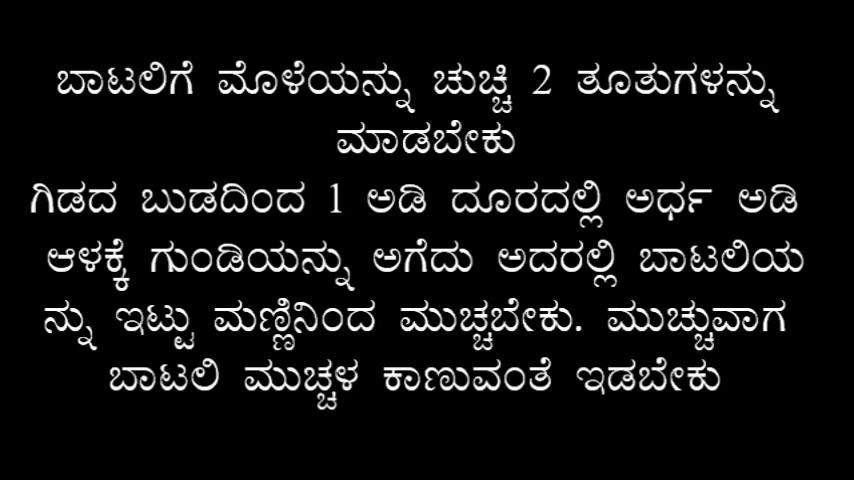 ಬಾಟಲಿಗೆ ಮೊಳೆಯನ್ನು ಚುಚ್ಚಿ 2 ತೂತುಗಳನ್ನು
ಮಾಡಬೇಕು
ಗಿಡದ ಬುಡದಿಂದ 1 ಅಡಿ ದೂರದಲ್ಲಿ ಅರ್ಧ ಅಡಿ
ಆಳಕ್ಕೆ ಗುಂಡಿಯನ್ನು ಅಗೆದು ಅದರಲ್ಲಿ ಬಾಟಲಿಯ
ನ್ನು ಇಟ್ಟು ಮಣ್ಣಿನಿಂದ ಮುಚ್ಚಬೇಕು. ಮುಚ್ಚುವಾಗ
ಬಾಟಲಿ ಮುಚ್ಚಳ ಕಾಣುವಂತೆ ಇಡಬೇಕು